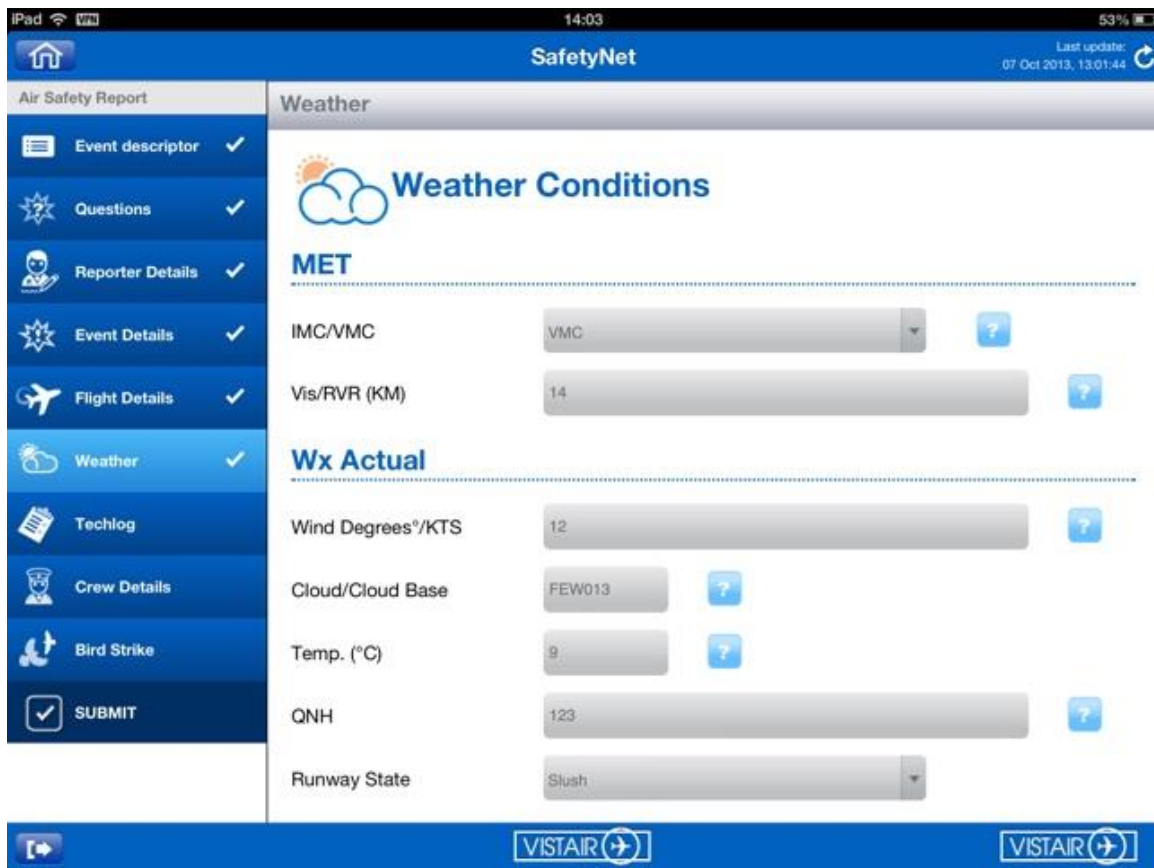 iPad VPN 14:03 53%
SafetyNet
Last update:
07 Oct 2013, 13:01:44
Air Safety Report
Event descriptor
Questions
Reporter Details
Event Details
Flight Details
Weather
Techlog
Crew Details
Bird Strike
SUBMIT
Weather
Weather Conditions
MET
IMC/VMC VMC ?
Vis/RVR (KM) 14 ?
Wx Actual
Wind Degrees°/KTS 12 ?
Cloud/Cloud Base FEW013 ?
Temp. (°C) 9 ?
QNH 123 ?
Runway State Slush
VISTAIR VISTAIR